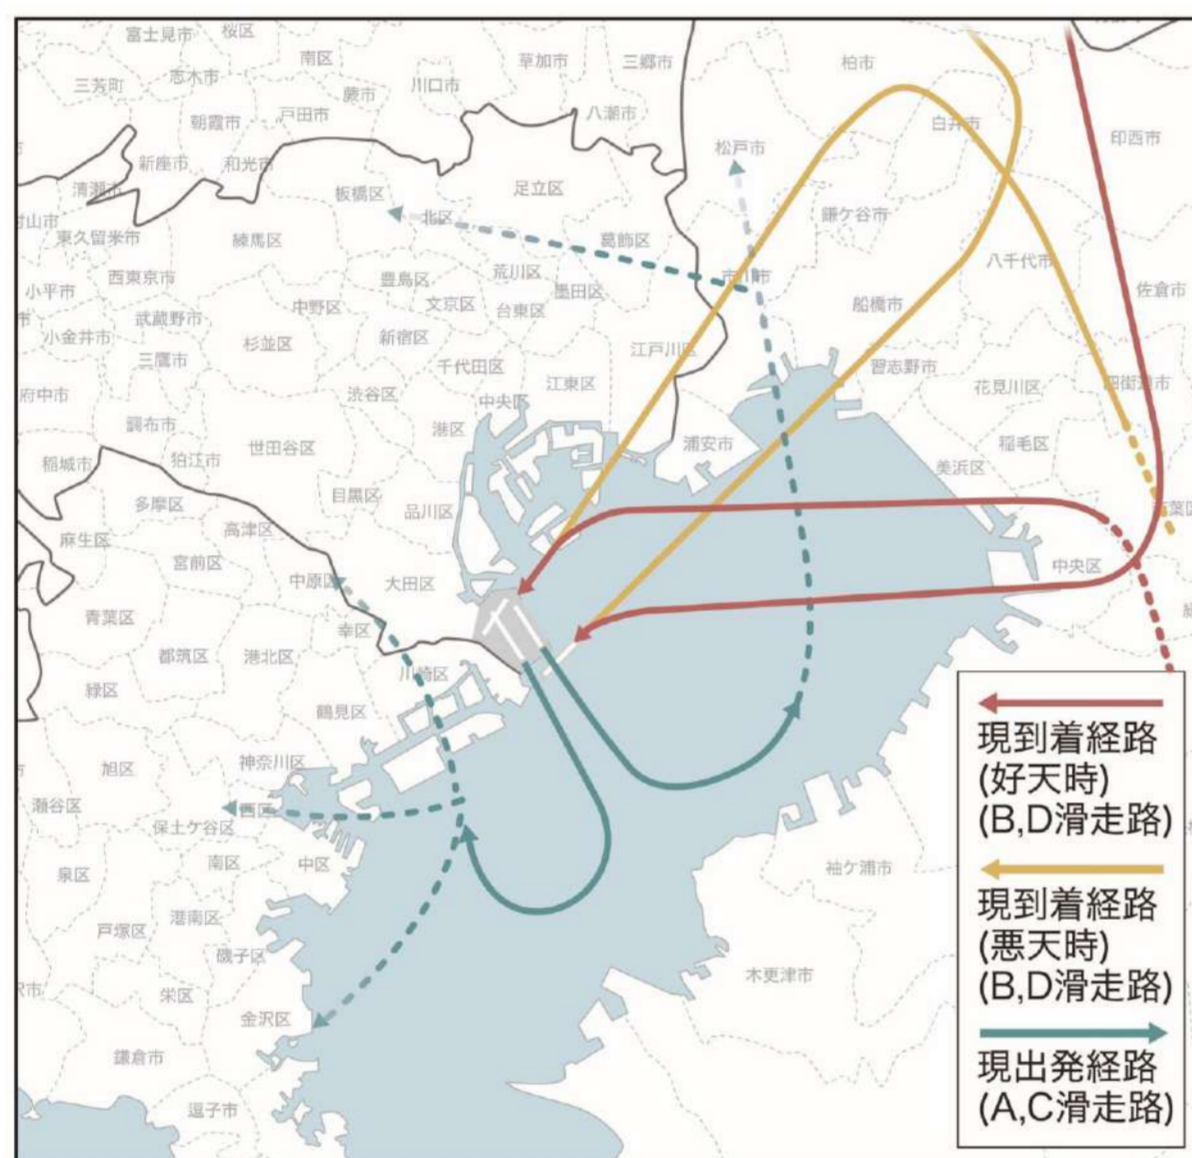 富士見市
桜区
南区
草加市
三郷市
柏市
三芳町
志木市
蕨市
川口市
朝霞市
戸田市
八潮市
白井市
印西市
新座市
和光市
松戸市
清瀬市
板橋区
足立区
北区
鎌ケ谷市
東久留米市
練馬区
葛飾区
西東京市
豊島区
荒川区
市川市
八千代市
小平市
中野区
文京区
墨田区
台東区
船橋市
佐倉市
小金井市
武蔵野市
杉並区
新宿区
三鷹市
千代田区
江戸川区
習志野市
府中市
渋谷区
中央区
江東区
花見川区
四街道市
調布市
世田谷区
港区
浦安市
稲毛区
稲城市
狛江市
美浜区
多摩区
目黒区
品川区
麻生区
高津区
宮前区
中原区
大田区
中央区
青葉区
幸区
都筑区
港北区
川崎区
緑区
鶴見区
旭区
神奈川区
瀬谷区
保土ケ谷区
西区
泉区
南区
中区
袖ケ浦市
戸塚区
港南区
磯子区
木更津市
栄区
金沢区
鎌倉市
逗子市
現到着経路
(好天時)
(B,D滑走路)
現到着経路
(悪天時)
(B,D滑走路)
現出発経路
(A,C滑走路)